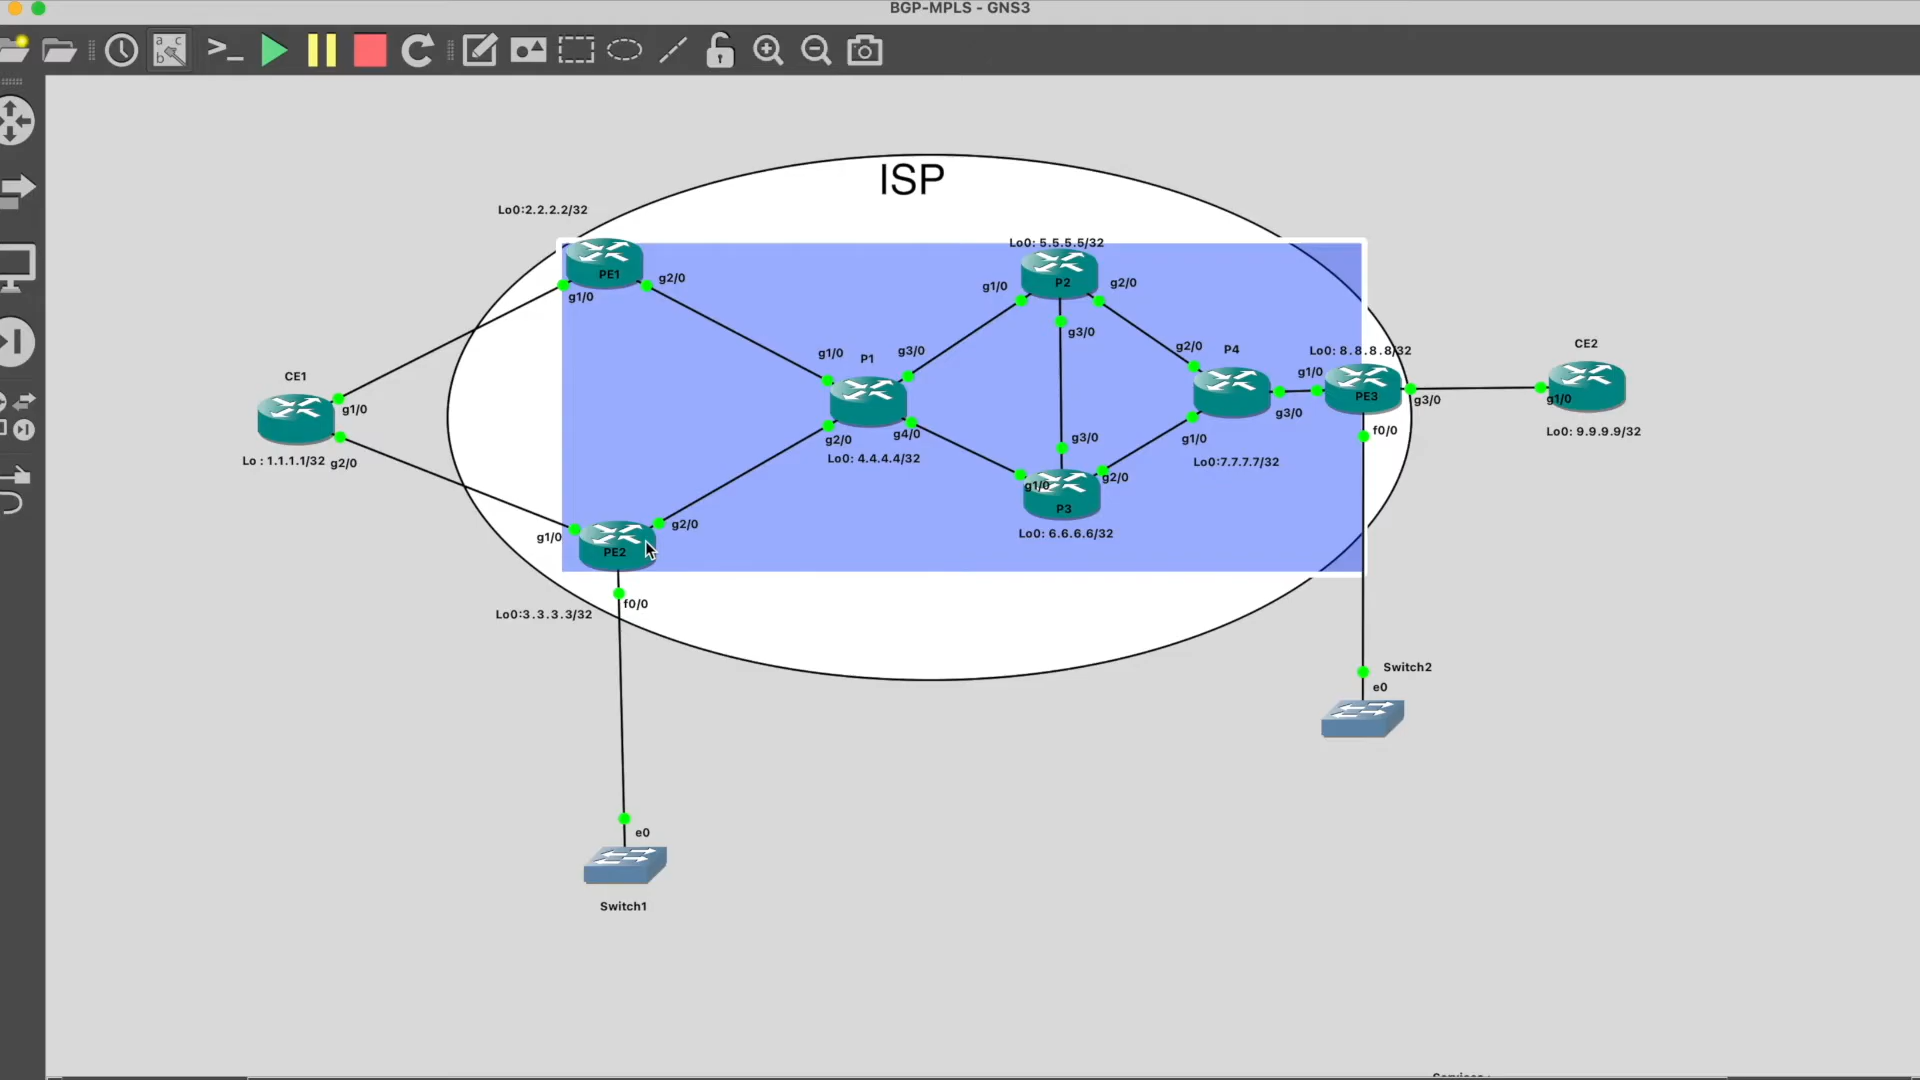 BGP-MPLS - GNS3
ISP
Lo0:2.2.2.2/32
PE1
g1/0
g2/0
Lo0: 5.5.5.5/32
P2
g1/0
g2/0
g3/0
P1
g1/0
g3/0
g2/0
g4/0
Lo0: 4.4.4.4/32
P4
g2/0
g1/0
g3/0
Lo0:7.7.7.7/32
Lo0: 8.8.8.8/32
g1/0
PE3
g3/0
f0/0
CE2
g1/0
Lo0: 9.9.9.9/32
CE1
g1/0
Lo : 1.1.1.1/32
g2/0
g3/0
g1/0
g2/0
P3
Lo0: 6.6.6.6/32
g1/0
g2/0
PE2
f0/0
Lo0:3.3.3.3/32
Switch2
e0
e0
Switch1